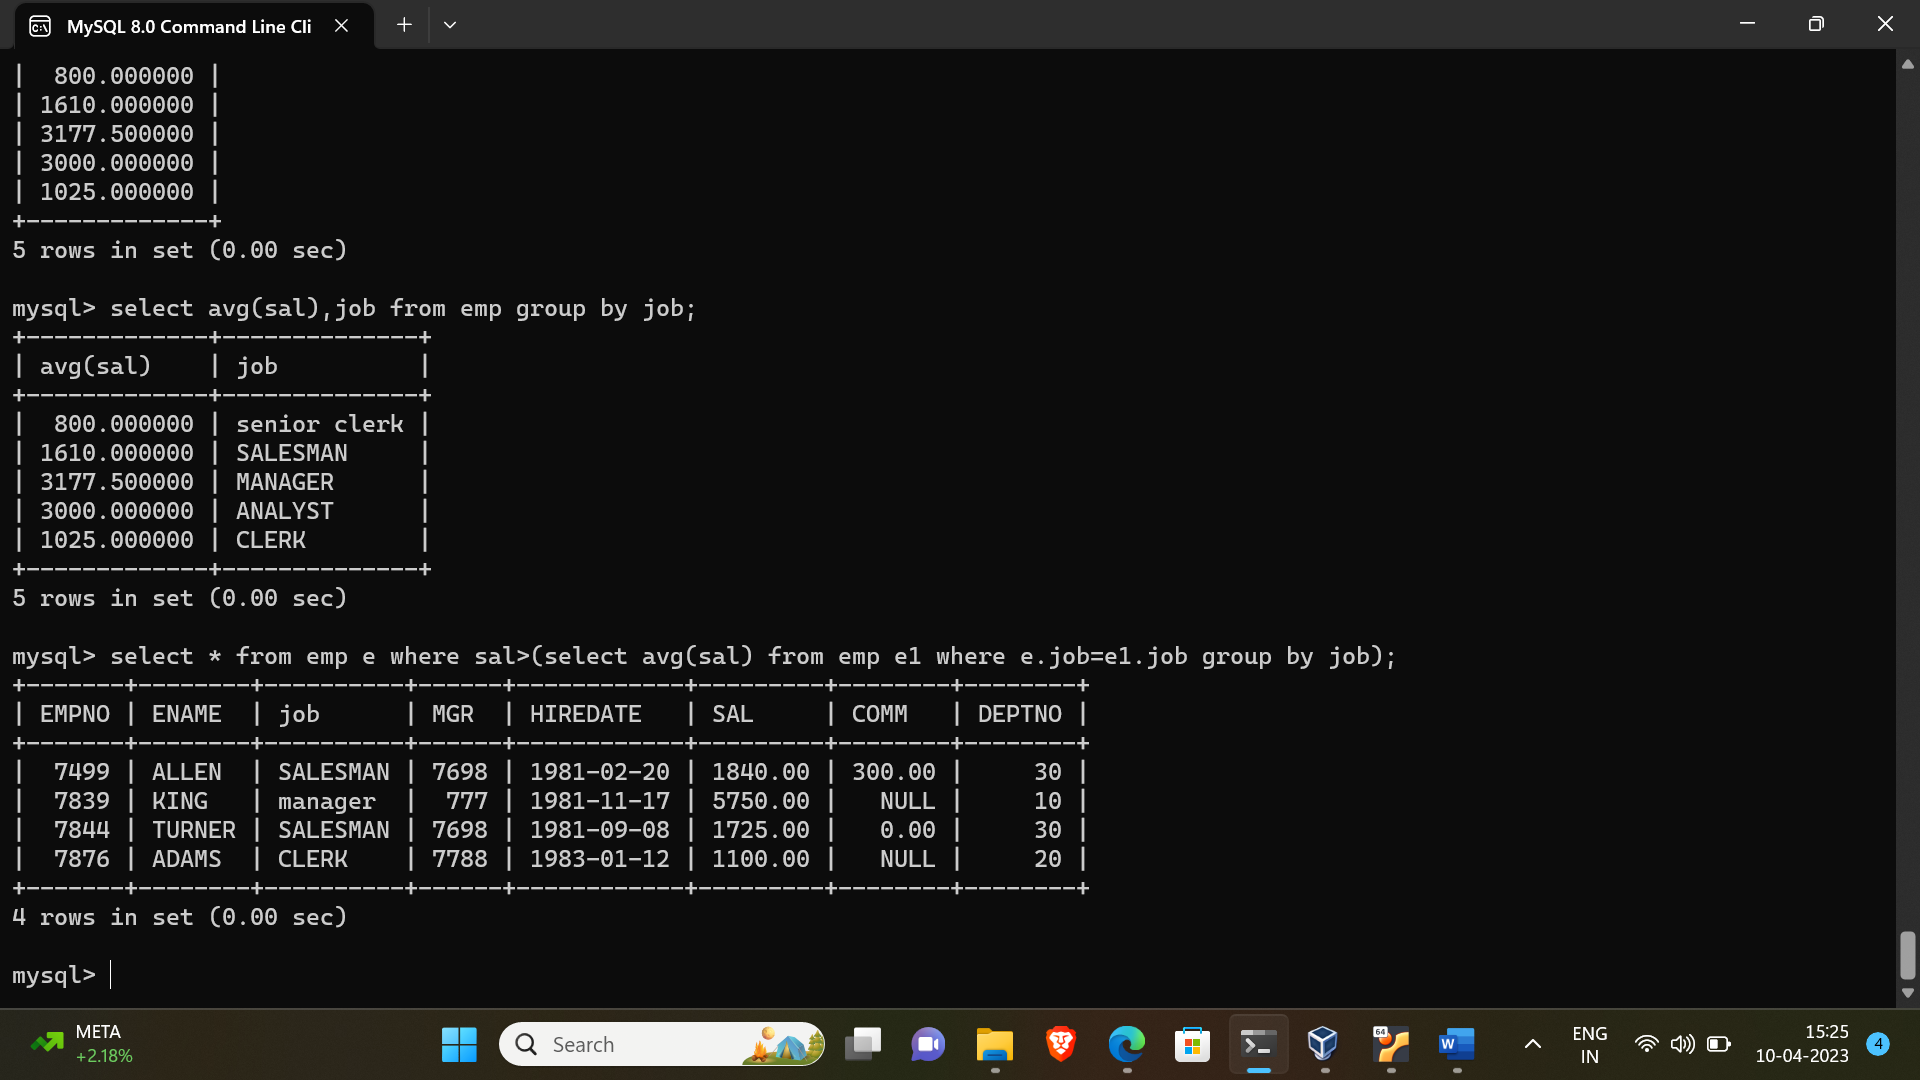 MySQL 8.0 Command Line Cli
|   800.000000 |
|  1610.000000 |
|  3177.500000 |
|  3000.000000 |
|  1025.000000 |
+-------------+
5 rows in set (0.00 sec)
mysql> select avg(sal),job from emp group by job;
+-------------+--------------+
| avg(sal)    | job          |
+-------------+--------------+
|  800.000000 | senior clerk |
| 1610.000000 | SALESMAN     |
| 3177.500000 | MANAGER      |
| 3000.000000 | ANALYST      |
| 1025.000000 | CLERK        |
+-------------+--------------+
5 rows in set (0.00 sec)
mysql> select * from emp e where sal>(select avg(sal) from emp e1 where e.job=e1.job group by job);
+-------+--------+----------+------+------------+---------+--------+--------+
| EMPNO | ENAME  | job      | MGR  | HIREDATE   | SAL     | COMM   | DEPTNO |
+-------+--------+----------+------+------------+---------+--------+--------+
|  7499 | ALLEN  | SALESMAN | 7698 | 1981-02-20 | 1840.00 | 300.00 |     30 |
|  7839 | KING   | manager  |  777 | 1981-11-17 | 5750.00 |   NULL |     10 |
|  7844 | TURNER | SALESMAN | 7698 | 1981-09-08 | 1725.00 |   0.00 |     30 |
|  7876 | ADAMS  | CLERK    | 7788 | 1983-01-12 | 1100.00 |   NULL |     20 |
+-------+--------+----------+------+------------+---------+--------+--------+
4 rows in set (0.00 sec)
mysql>
META
+2.18%
Search
64
W
ENG
IN
15:25
10-04-2023
4